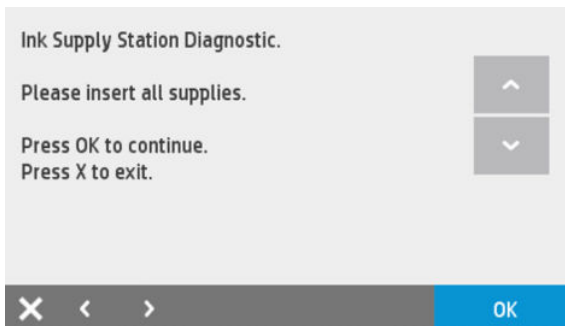 Ink Supply Station Diagnostic.
Please insert all supplies.
Press OK to continue.
Press X to exit.
OK